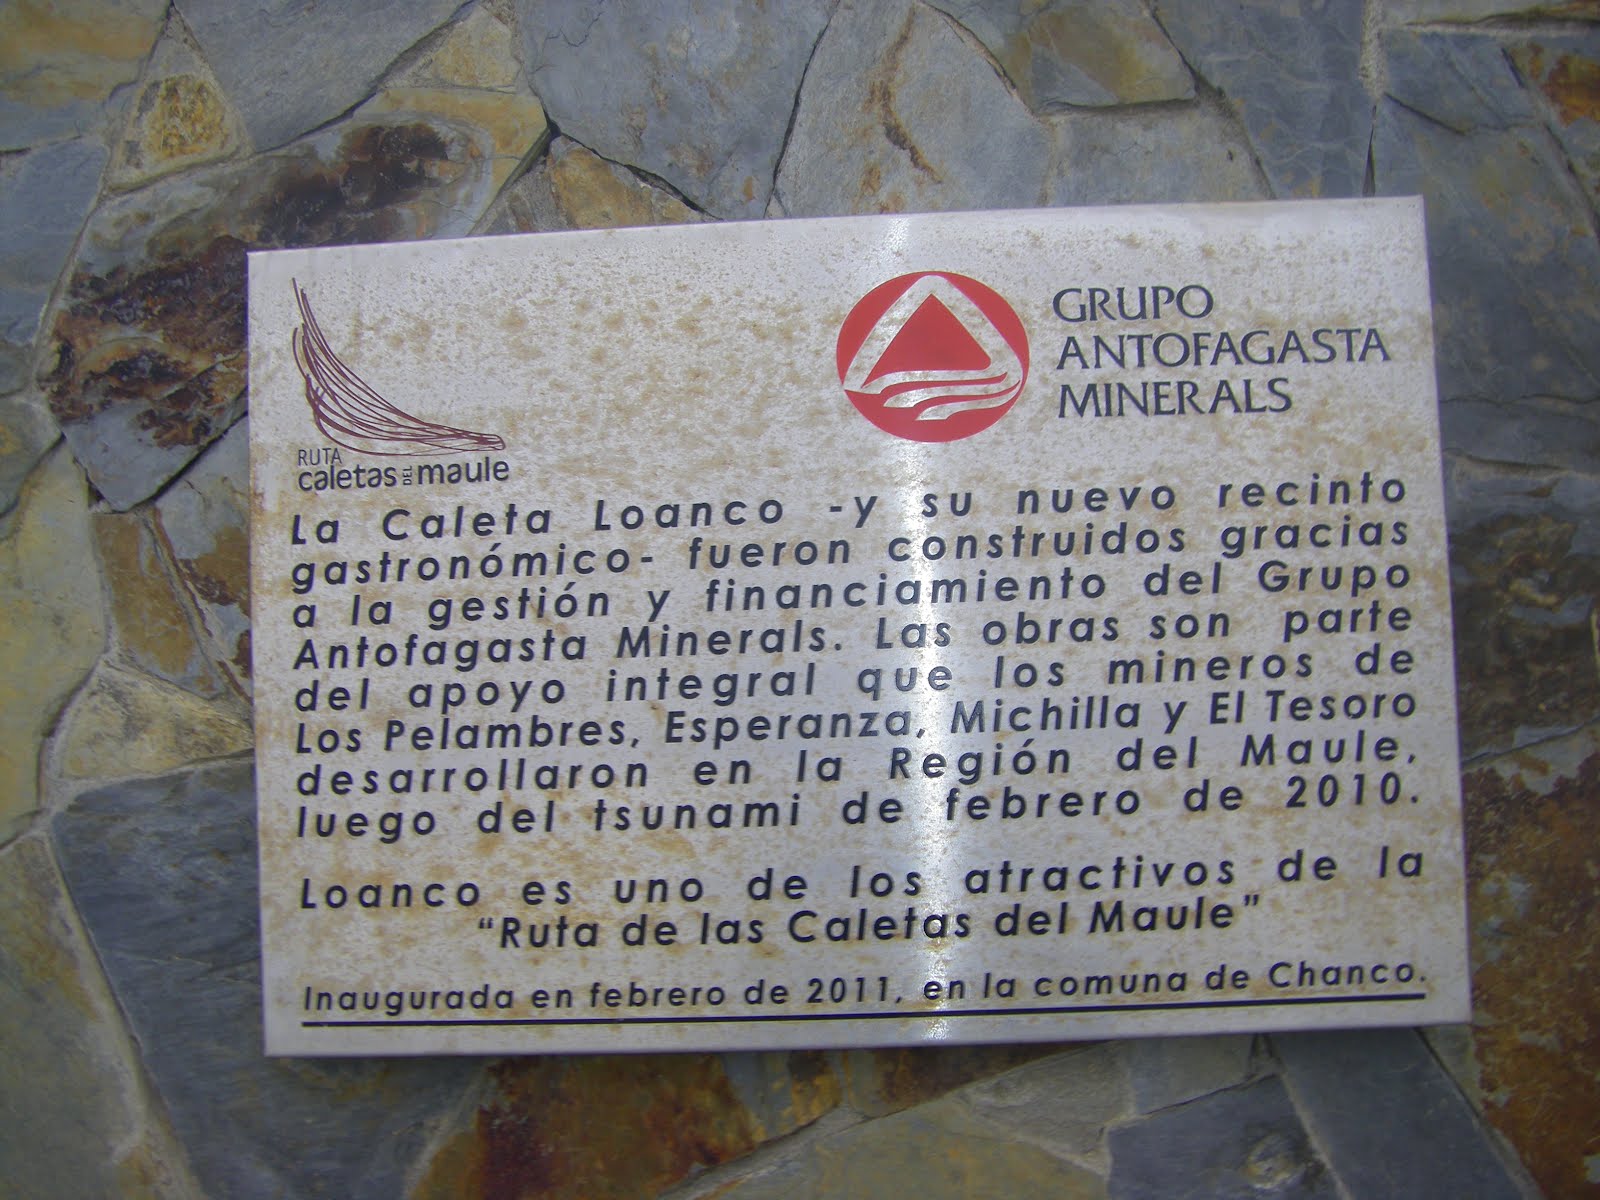 RUTA
caletas DEL maule
GRUPO
ANTOFAGASTA
MINERALS
La Caleta Loanco -y su nuevo recinto
gastronómico- fueron construidos gracias
a la gestión y financiamiento del Grupo
Antofagasta Minerals. Las obras son parte
del apoyo integral que los mineros de
Los Pelambres, Esperanza, Michilla y El Tesoro
desarrollaron en la Región del Maule,
luego del tsunami de febrero de 2010.
Loanco es uno de los atractivos de la
“Ruta de las Caletas del Maule”
Inaugurada en febrero de 2011, en la comuna de Chanco.